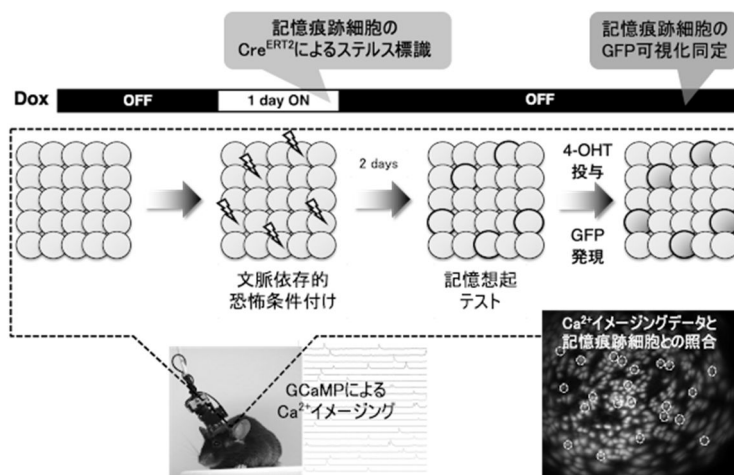 記憶痕跡細胞の
CreERT2によるステルス標識
記憶痕跡細胞の
GFP可視化同定
Dox
OFF
1 day ON
OFF
2 days
4-OHT
投与
GFP
発現
文脈依存的
恐怖条件付け
記憶想起
テスト
GCaMPによる
Ca²⁺イメージング
Ca²⁺イメージングデータと
記憶痕跡細胞との照合